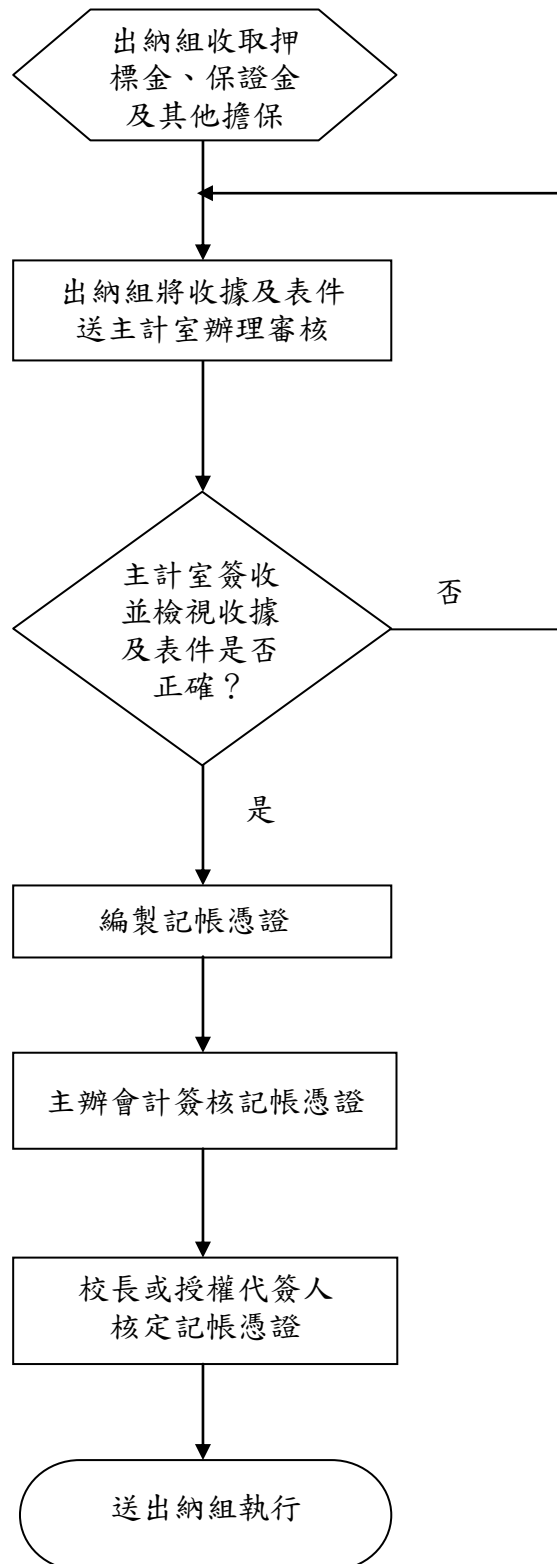 出納組收取押
標金、保證金
及其他擔保
出納組將收據及表件
送主計室辦理審核
主計室簽收
並檢視收據
及表件是否
正確？
否
是
編製記帳憑證
主辦會計簽核記帳憑證
校長或授權代簽人
核定記帳憑證
送出納組執行